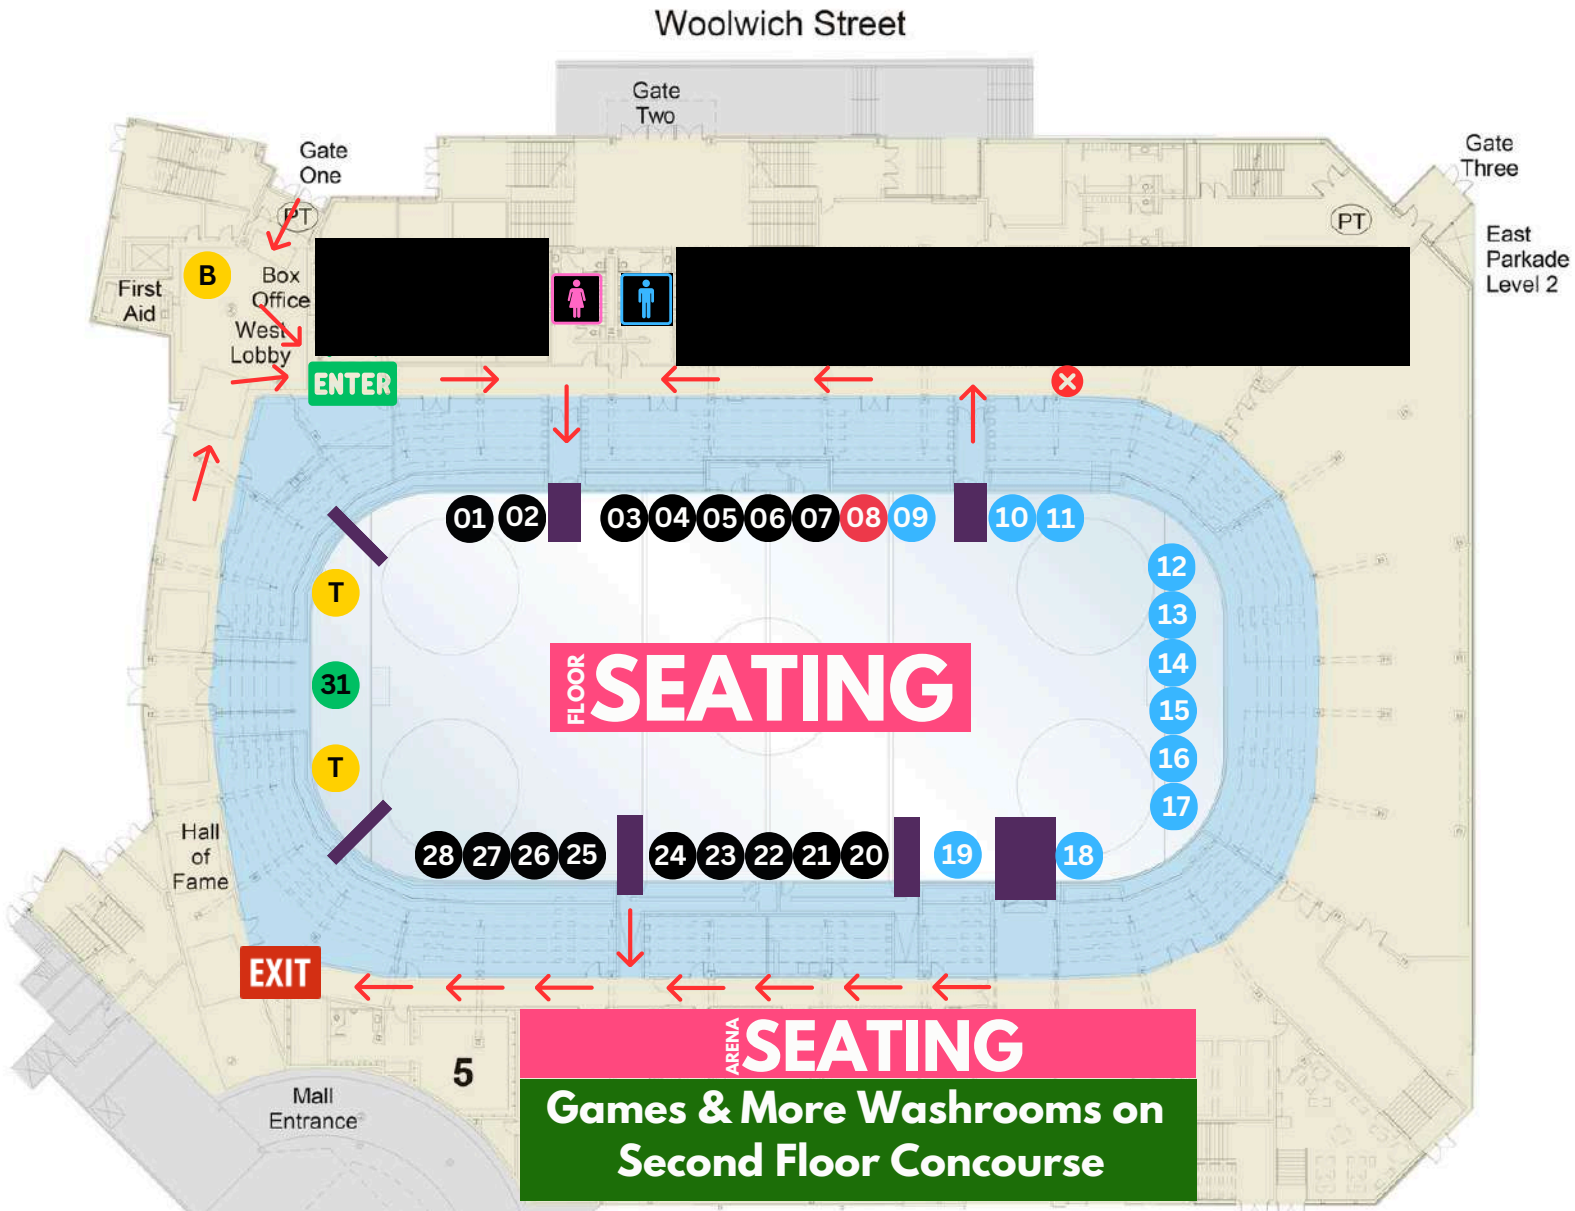 Woolwich Street
Gate
Two
Gate
One
Gate
Three
PT
PT
East
Parkade
Level 2
B
Box
Office
First
Aid
West
Lobby
ENTER
01
02
03
04
05
06
07
08
09
10
11
12
13
14
15
16
17
T
31
T
FLOOR
SEATING
28
27
26
25
24
23
22
21
20
19
18
Hall
of
Fame
EXIT
ARENA
SEATING
5
Games & More Washrooms on
Second Floor Concourse
Mall
Entrance